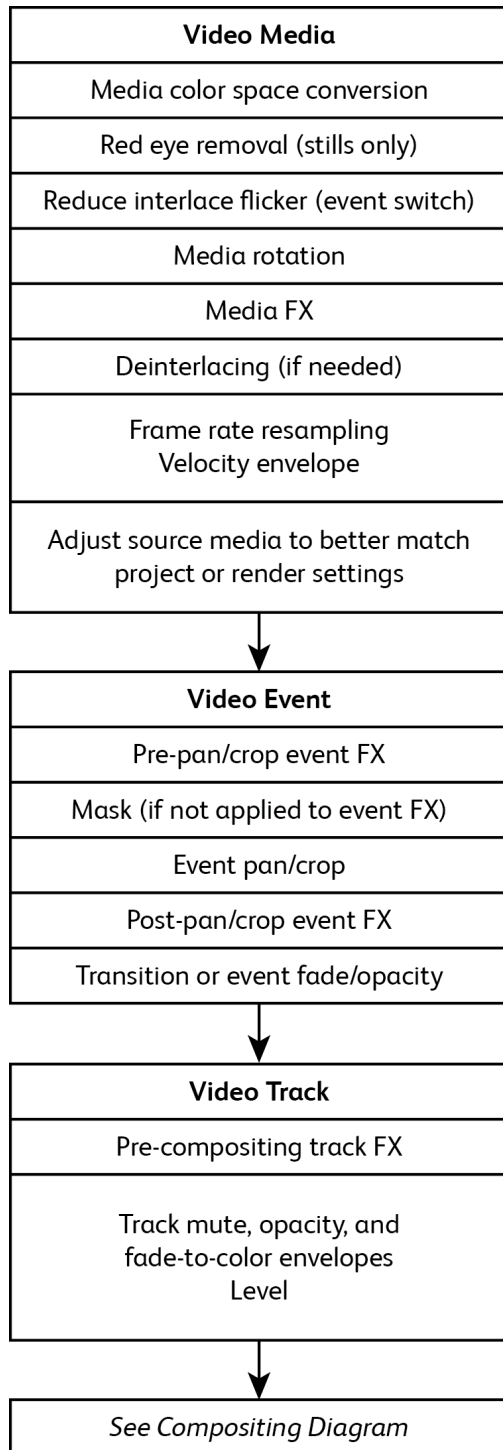 Video Media
Media color space conversion
Red eye removal (stills only)
Reduce interlace flicker (event switch)
Media rotation
Media FX
Deinterlacing (if needed)
Frame rate resampling
Velocity envelope
Adjust source media to better match
project or render settings
Video Event
Pre-pan/crop event FX
Mask (if not applied to event FX)
Event pan/crop
Post-pan/crop event FX
Transition or event fade/opacity
Video Track
Pre-compositing track FX
Track mute, opacity, and
fade-to-color envelopes
Level
See Compositing Diagram